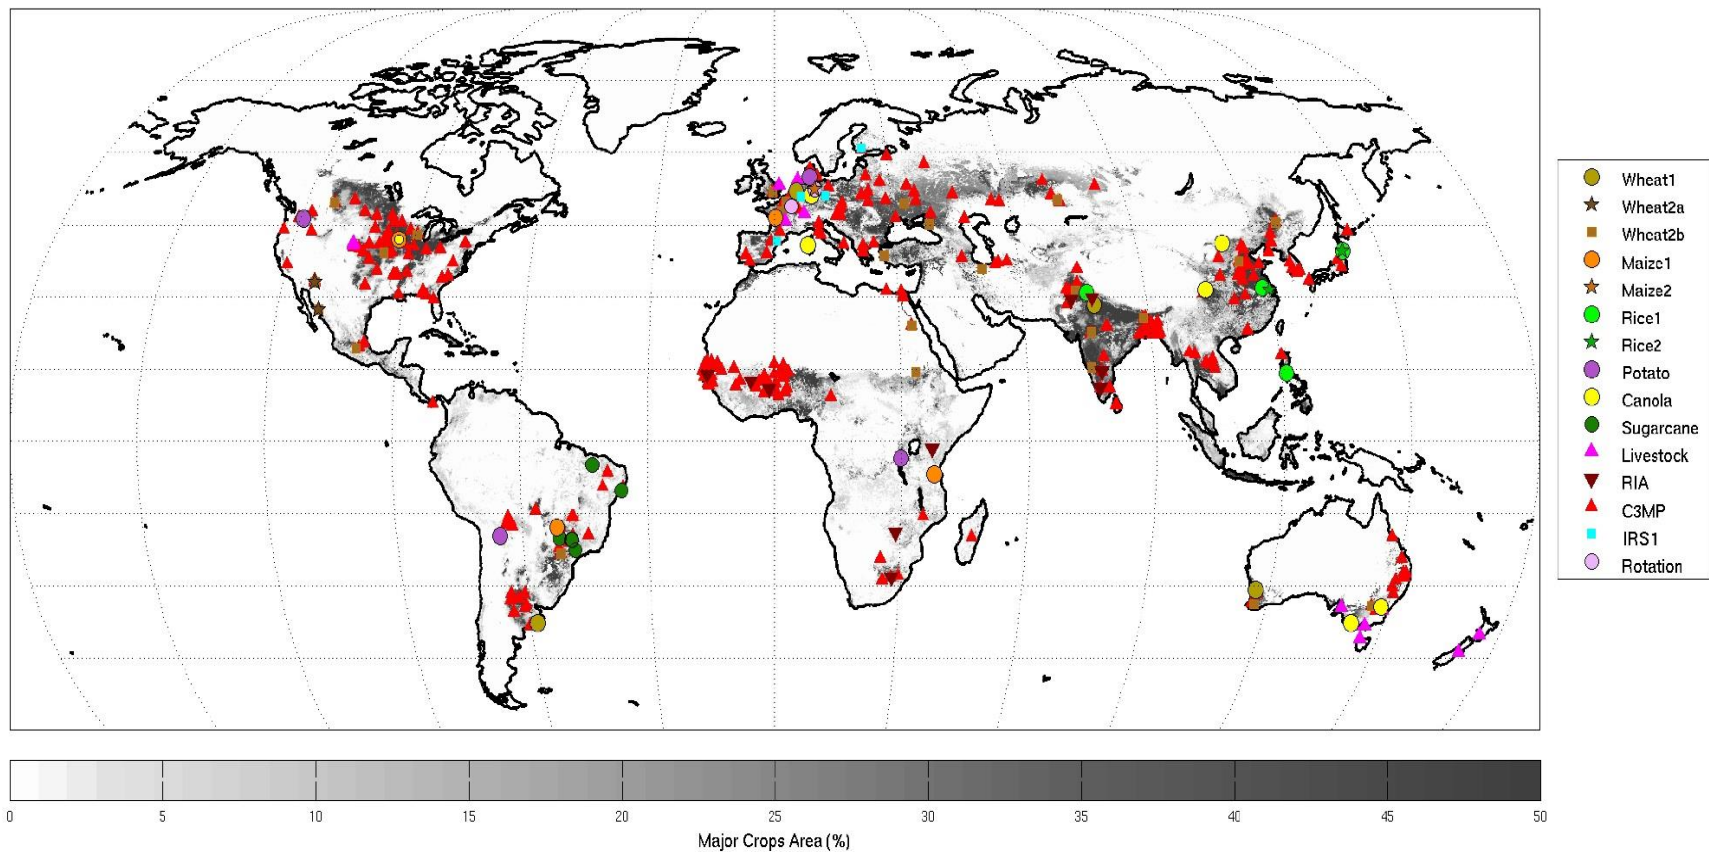 Wheat1
Wheat2a
Wheat2b
Maize1
Maize2
Rice1
Rice2
Potato
Canola
Sugarcane
Livestock
RIA
C3MP
IRS1
Rotation
0 5 10 15 20 25 30 35 40 45 50
Major Crops Area (%)